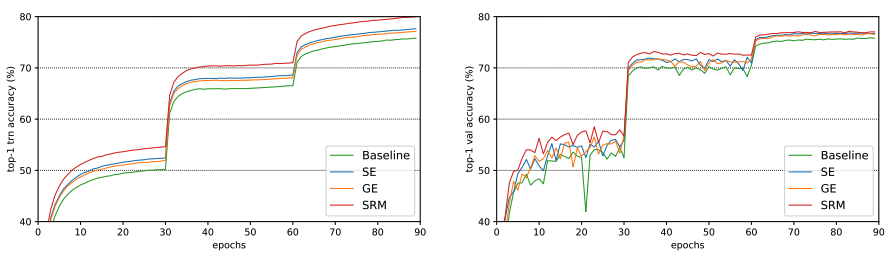 top-1 trn accuracy (%)
80
70
60
50
40
0 10 20 30 40 50 60 70 80 90
epochs
Baseline
SE
GE
SRM
top-1 val accuracy (%)
80
70
60
50
40
0 10 20 30 40 50 60 70 80 90
epochs
Baseline
SE
GE
SRM